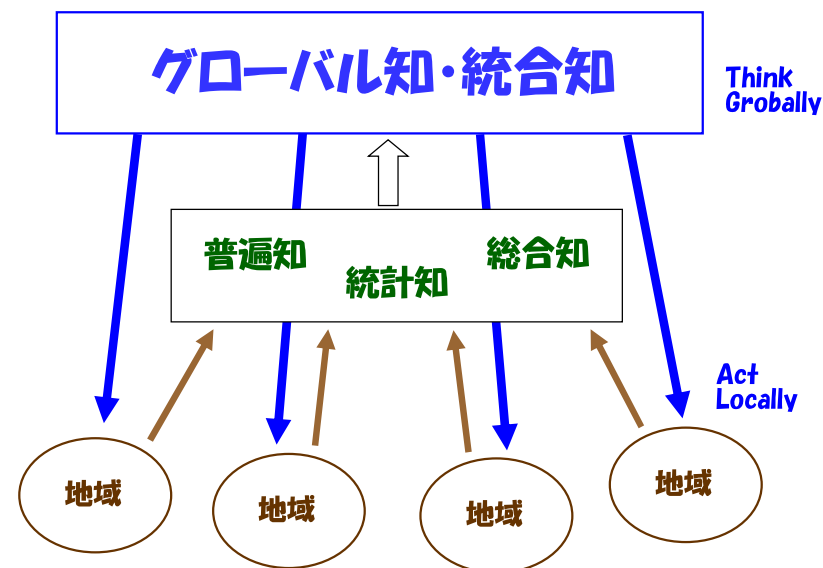 グローバル知・統合知
Think
Grobally
普遍知
総合知
統計知
Act
Locally
地域
地域
地域
地域